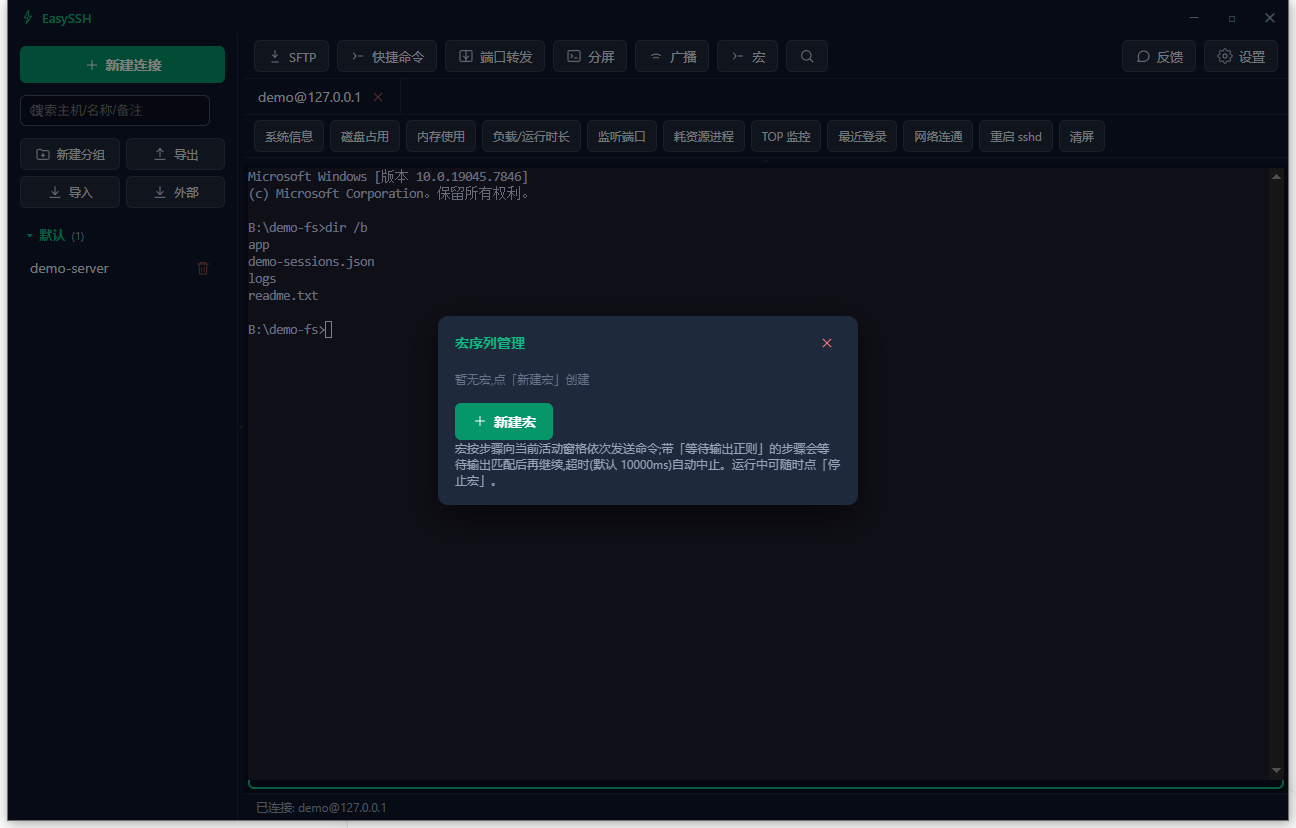 EasySSH
新建连接
搜索主机/名称/备注
新建分组
导出
导入
外部
默认 (1)
demo-server
SFTP
快捷命令
端口转发
分屏
广播
宏
反馈
设置
demo@127.0.0.1
系统信息
磁盘占用
内存使用
负载/运行时长
监听端口
耗资源进程
TOP 监控
最近登录
网络连通
重启 sshd
清屏
Microsoft Windows [版本 10.0.19045.7846]
(c) Microsoft Corporation。保留所有权利。
B:\demo-fs>dir /b
app
demo-sessions.json
logs
readme.txt
B:\demo-fs>
宏序列管理
暂无宏,点「新建宏」创建
新建宏
宏按步骤向当前活动窗格依次发送命令;带「等待输出正则」的步骤会等
待输出匹配后再继续,超时(默认 10000ms)自动中止。运行中可随时点「停
止宏」。
已连接: demo@127.0.0.1